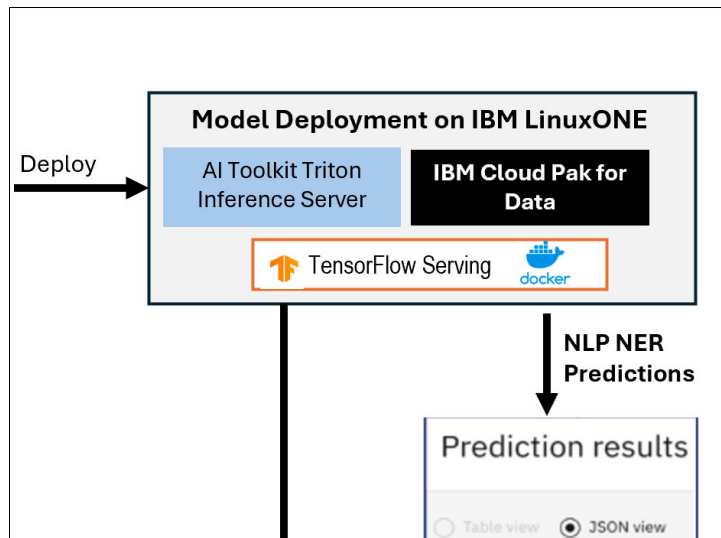 Model Deployment on IBM LinuxONE
Deploy
AI Toolkit Triton
Inference Server
IBM Cloud Pak for
Data
TensorFlow Serving
docker
NLP NER
Predictions
Prediction results
Table view
JSON view